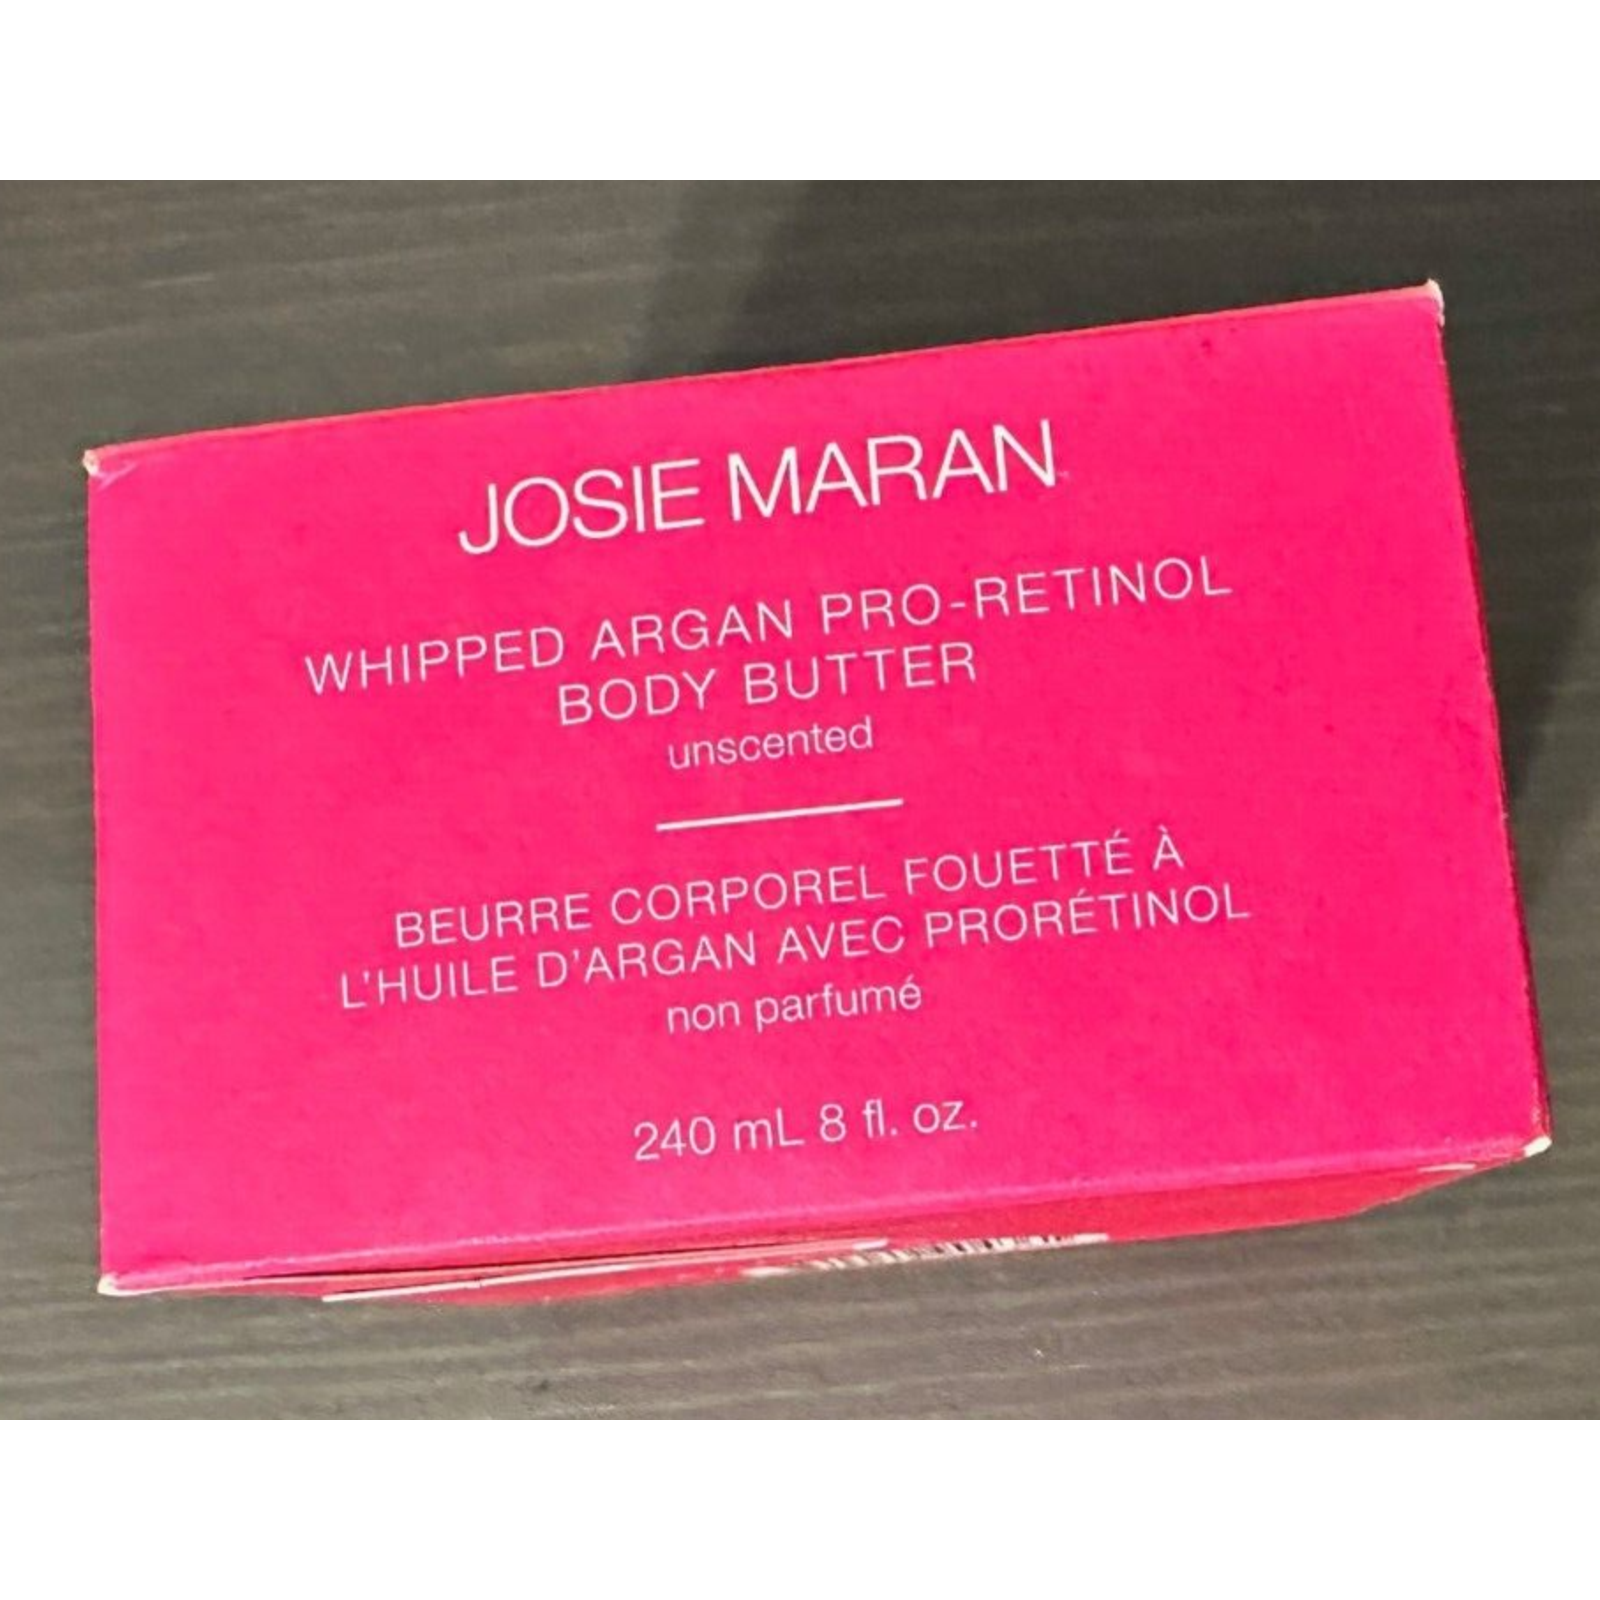 JOSIE MARAN
WHIPPED ARGAN PRO-RETINOL
BODY BUTTER
unscented
BEURRE CORPOREL FOUETTÉ À
L'HUILE D'ARGAN AVEC PRORÉTINOL
non parfumé
240 mL 8 fl. oz.